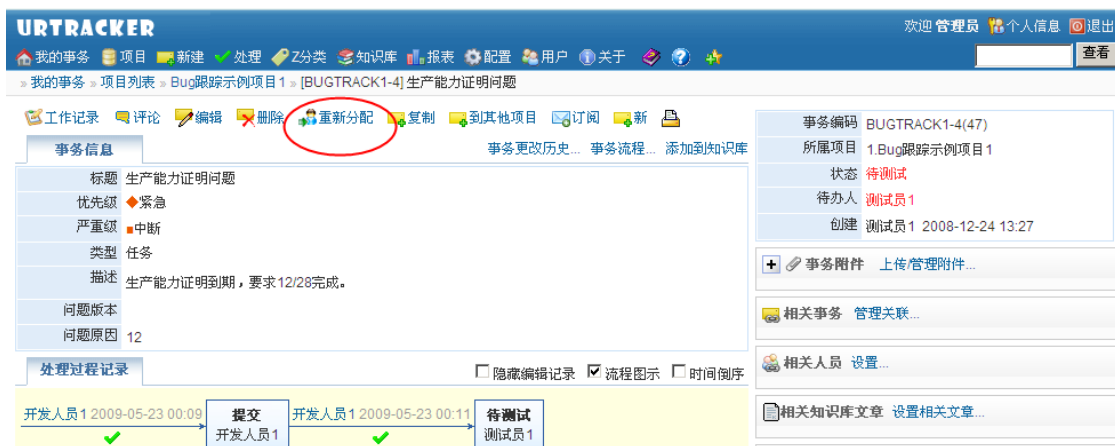 URTRACKER
欢迎 管理员 个人信息 退出
我的事务 项目 新建 处理 Z分类 知识库 报表 配置 用户 关于
查看
» 我的事务 » 项目列表 » Bug跟踪示例项目1 » [BUGTRACK1-4] 生产能力证明问题
工作记录 评论 编辑 删除 重新分配 复制 到其他项目 订阅 新
事务信息
事务更改历史... 事务流程... 添加到知识库
标题 生产能力证明问题
优先级 紧急
严重级 中断
类型 任务
描述 生产能力证明到期，要求12/28完成。
问题版本
问题原因 12
处理过程记录
隐藏编辑记录 流程图示 时间倒序
开发人员1 2009-05-23 00:09
提交
开发人员1
开发人员1 2009-05-23 00:11
待测试
测试员1
事务编码 BUGTRACK1-4(47)
所属项目 1.Bug跟踪示例项目1
状态 待测试
待办人 测试员1
创建 测试员1 2008-12-24 13:27
事务附件 上传/管理附件...
相关事务 管理关联...
相关人员 设置...
相关知识库文章 设置相关文章...